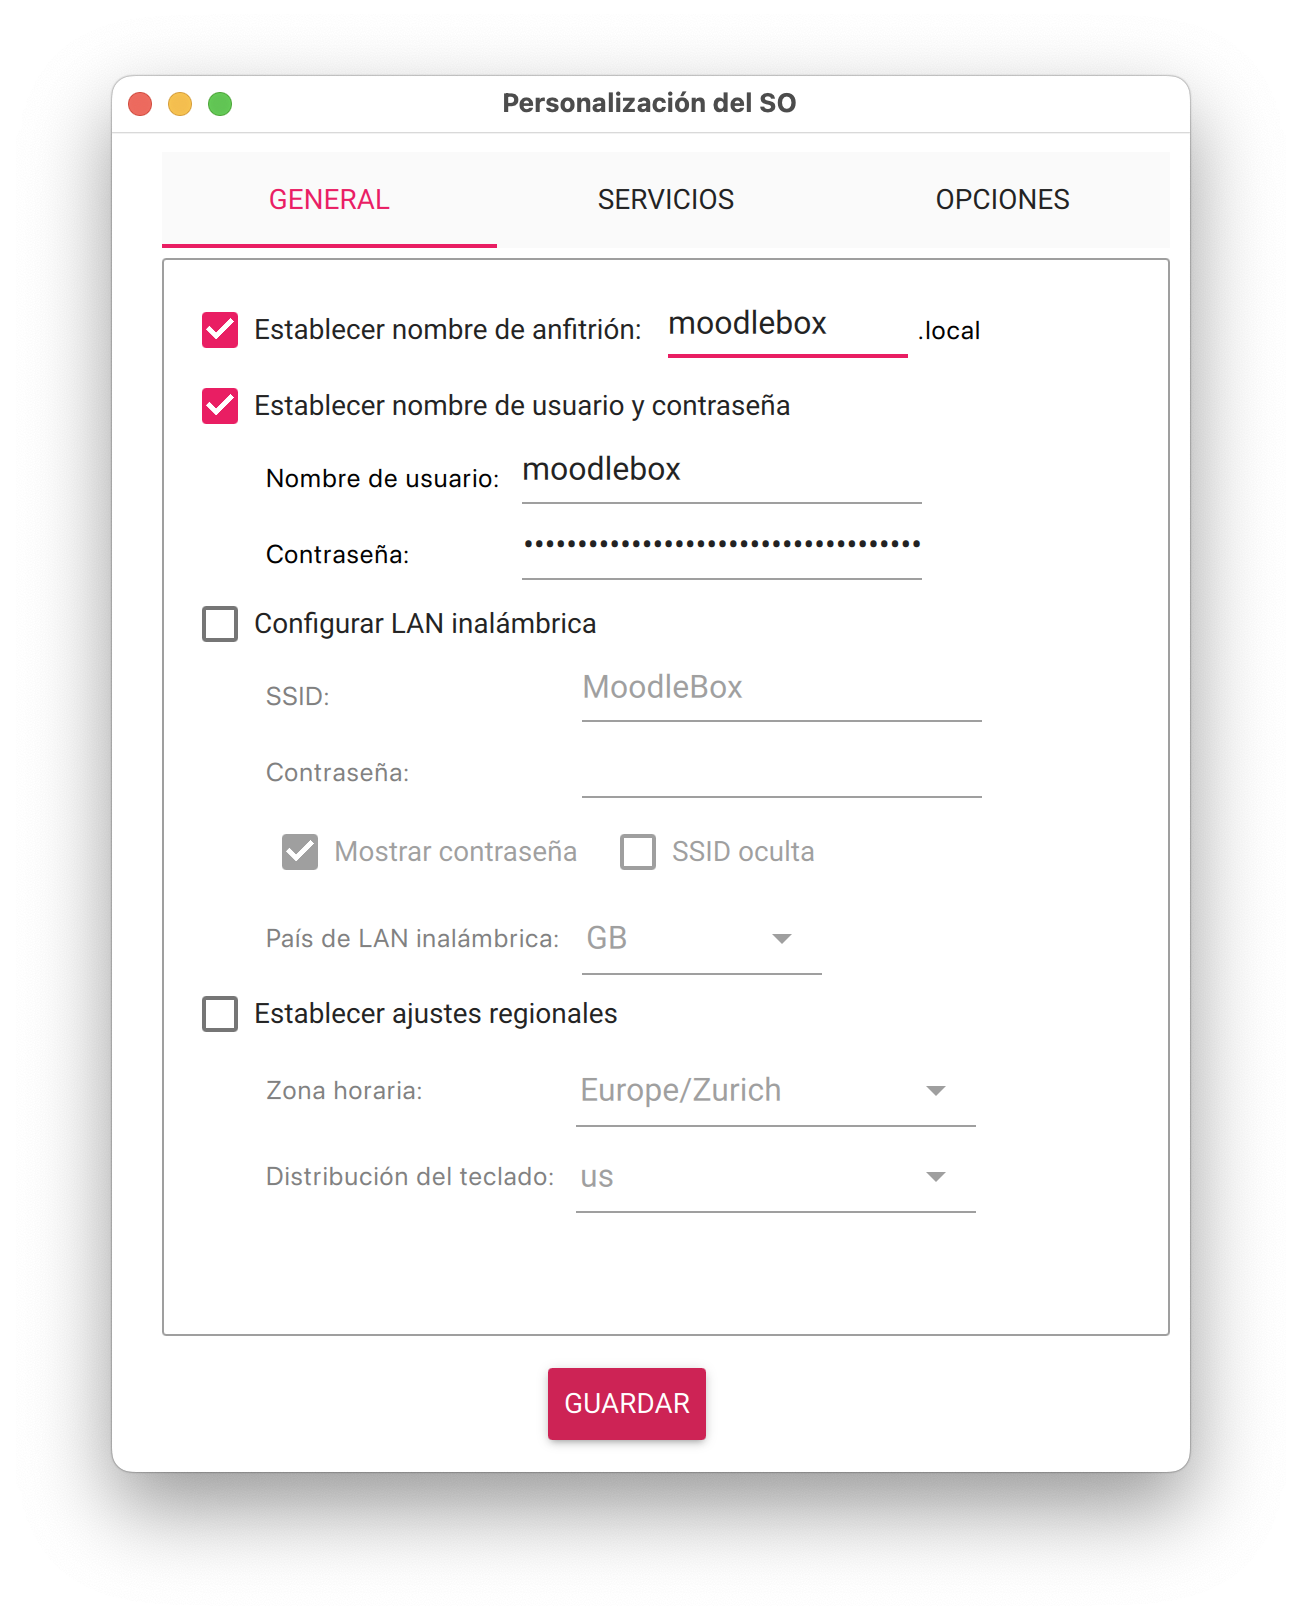 Personalización del SO
GENERAL SERVICIOS OPCIONES
Establecer nombre de anfitrión: moodlebox .local
Establecer nombre de usuario y contraseña
Nombre de usuario: moodlebox
Contraseña: •••••••••••••••••••••••••••••••••••••
Configurar LAN inalámbrica
SSID: MoodleBox
Contraseña:
Mostrar contraseña SSID oculta
País de LAN inalámbrica: GB
Establecer ajustes regionales
Zona horaria: Europe/Zurich
Distribución del teclado: us
GUARDAR